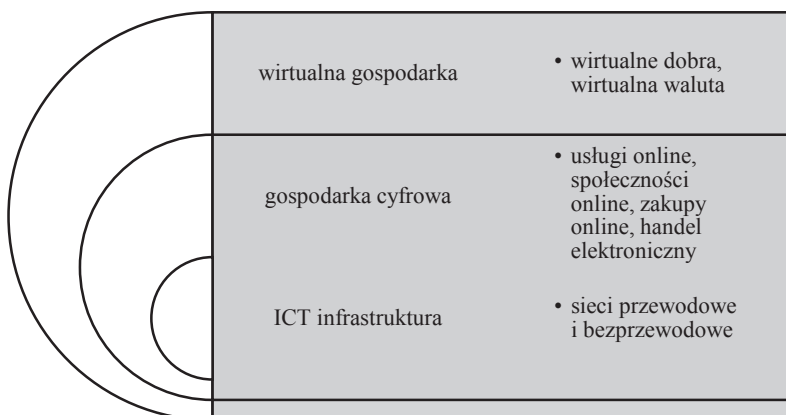 wirtualna gospodarka
• wirtualne dobra,
wirtualna waluta
gospodarka cyfrowa
• usługi online,
społeczności
online, zakupy
online, handel
elektroniczny
ICT infrastruktura
• sieci przewodowe
i bezprzewodowe